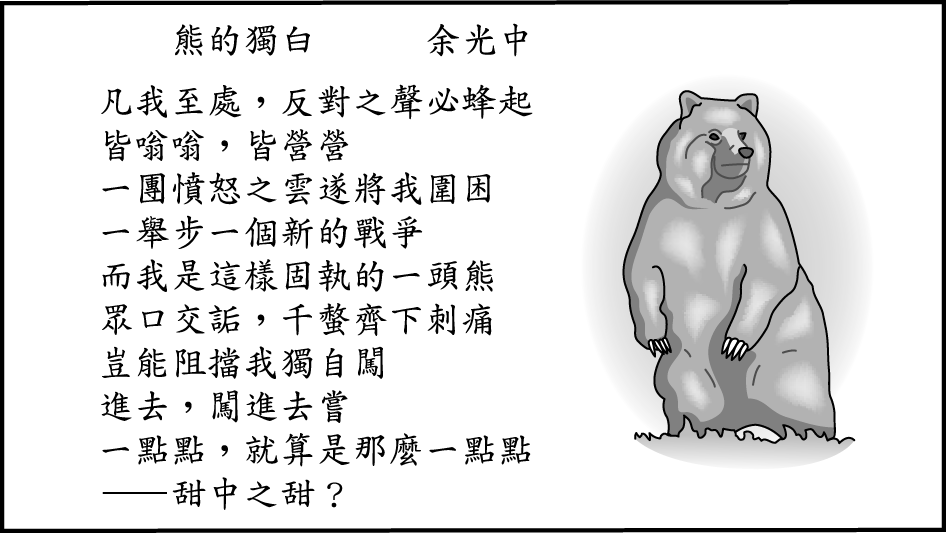 熊的獨白　余光中
凡我至處，反對之聲必蜂起
皆嗡嗡，皆營營
一團憤怒之雲遂將我圍困
一舉步一個新的戰爭
而我是這樣固執的一頭熊
眾口交詬，千螫齊下刺痛
豈能阻擋我獨自闖
進去，闖進去嘗
一點點，就算是那麼一點點
──甜中之甜？